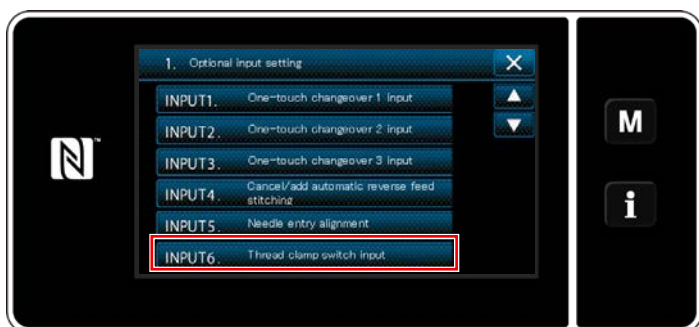 1. Optional input setting
INPUT1. One-touch changeover 1 input
INPUT2. One-touch changeover 2 input
INPUT3. One-touch changeover 3 input
INPUT4. Cancel/add automatic reverse feed
stitching
INPUT5. Needle entry alignment
INPUT6. Thread clamp switch input
M
i